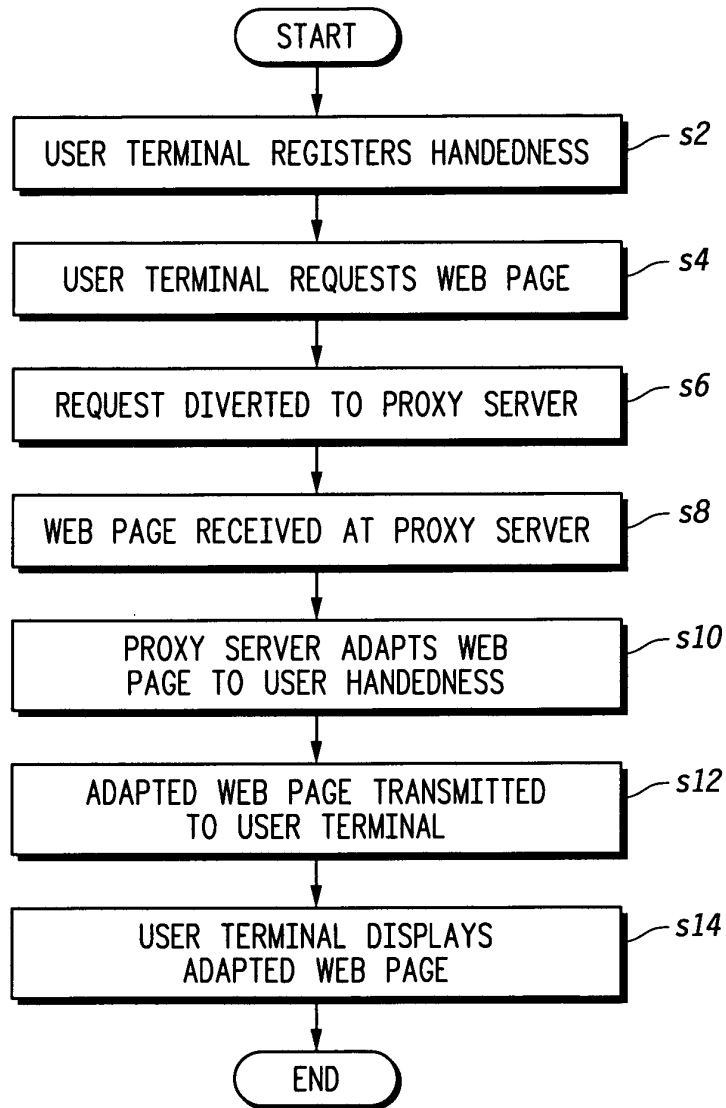 START
USER TERMINAL REGISTERS HANDEDNESS
s2
USER TERMINAL REQUESTS WEB PAGE
s4
REQUEST DIVERTED TO PROXY SERVER
s6
WEB PAGE RECEIVED AT PROXY SERVER
s8
PROXY SERVER ADAPTS WEB
PAGE TO USER HANDEDNESS
s10
ADAPTED WEB PAGE TRANSMITTED
TO USER TERMINAL
s12
USER TERMINAL DISPLAYS
ADAPTED WEB PAGE
s14
END